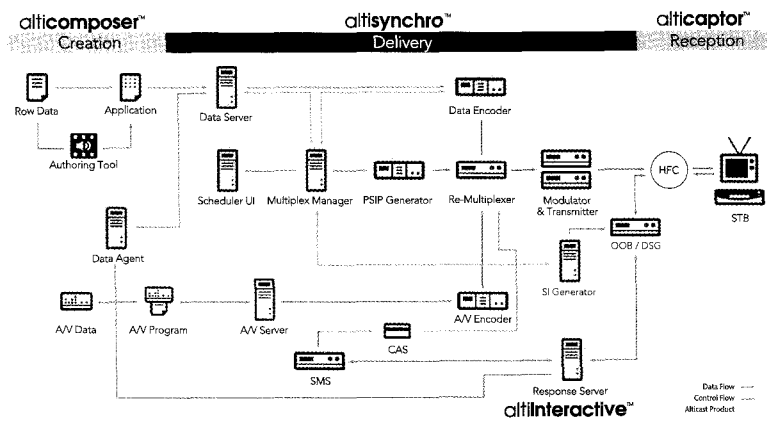 alticomposer™
altisynchro™
alticaptor™
Creation
Delivery
Reception
Row Data
Application
Data Server
Data Encoder
Authoring Tool
HFC
Scheduler UI
Multiplex Manager
PSIP Generator
Re-Multiplexer
Modulator
& Transmitter
STB
Data Agent
OOB / DSG
SI Generator
A/V Data
A/V Program
A/V Server
A/V Encoder
CAS
SMS
Response Server
altiInteractive™
Data Flow
Control Flow
Alticast Product